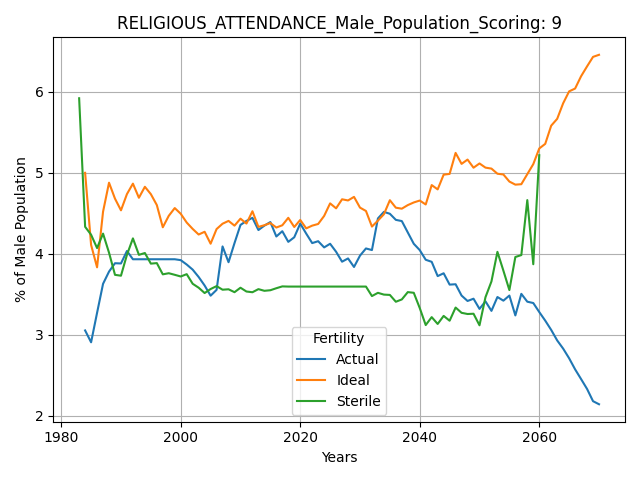 RELIGIOUS_ATTENDANCE_Male_Population_Scoring: 9
% of Male Population
6
5
4
3
2
Fertility
Actual
Ideal
Sterile
1980
2000
2020
2040
2060
Years